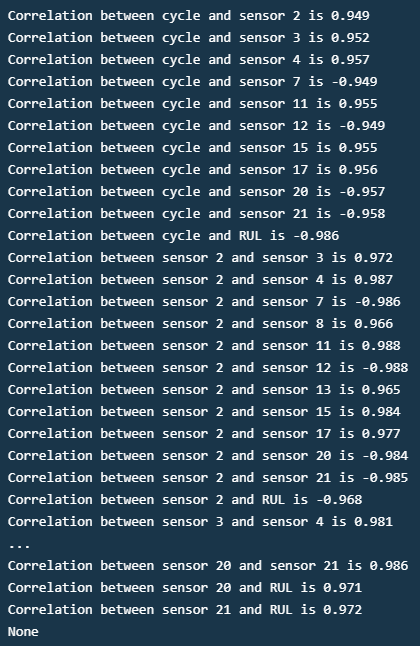 Correlation between cycle and sensor 2 is 0.949
Correlation between cycle and sensor 3 is 0.952
Correlation between cycle and sensor 4 is 0.957
Correlation between cycle and sensor 7 is -0.949
Correlation between cycle and sensor 11 is 0.955
Correlation between cycle and sensor 12 is -0.949
Correlation between cycle and sensor 15 is 0.955
Correlation between cycle and sensor 17 is 0.956
Correlation between cycle and sensor 20 is -0.957
Correlation between cycle and sensor 21 is -0.958
Correlation between cycle and RUL is -0.986
Correlation between sensor 2 and sensor 3 is 0.972
Correlation between sensor 2 and sensor 4 is 0.987
Correlation between sensor 2 and sensor 7 is -0.986
Correlation between sensor 2 and sensor 8 is 0.966
Correlation between sensor 2 and sensor 11 is 0.988
Correlation between sensor 2 and sensor 12 is -0.988
Correlation between sensor 2 and sensor 13 is 0.965
Correlation between sensor 2 and sensor 15 is 0.984
Correlation between sensor 2 and sensor 17 is 0.977
Correlation between sensor 2 and sensor 20 is -0.984
Correlation between sensor 2 and sensor 21 is -0.985
Correlation between sensor 2 and RUL is -0.968
Correlation between sensor 3 and sensor 4 is 0.981
...
Correlation between sensor 20 and sensor 21 is 0.986
Correlation between sensor 20 and RUL is 0.971
Correlation between sensor 21 and RUL is 0.972
None